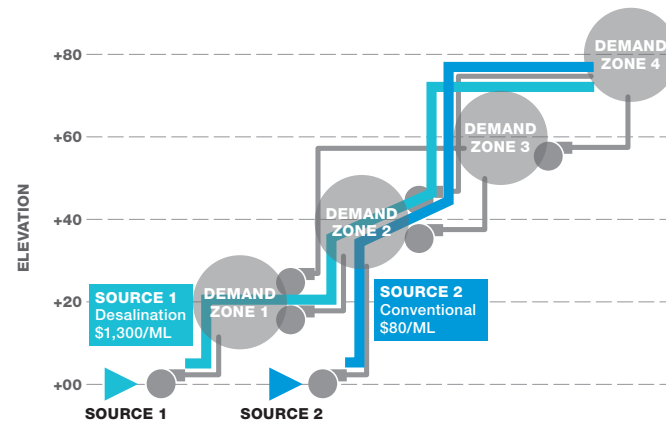 +80
+60
+40
+20
+00
ELEVATION
DEMAND
ZONE 4
DEMAND
ZONE 3
DEMAND
ZONE 2
DEMAND
ZONE 1
SOURCE 1
Desalination
$1,300/ML
SOURCE 2
Conventional
$80/ML
SOURCE 1
SOURCE 2